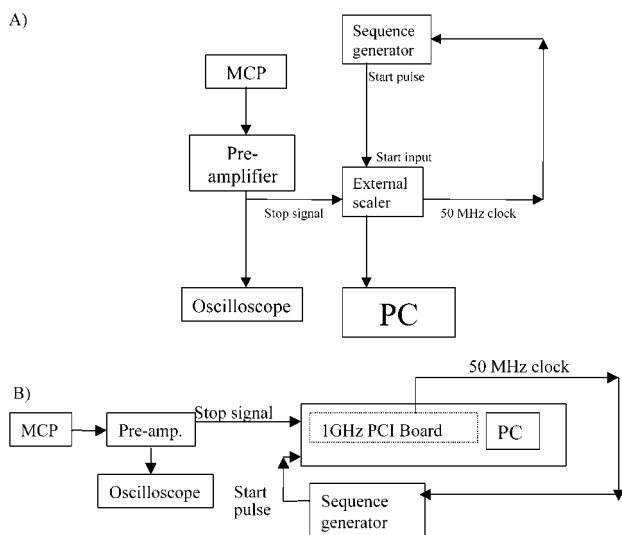 A)
Sequence
generator
MCP
Start pulse
Pre-
amplifier
Start input
External
scaler
Stop signal
50 MHz clock
Oscilloscope
PC
B)
50 MHz clock
Stop signal
MCP
Pre-amp.
1GHz PCI Board
PC
Oscilloscope
Start
pulse
Sequence
generator